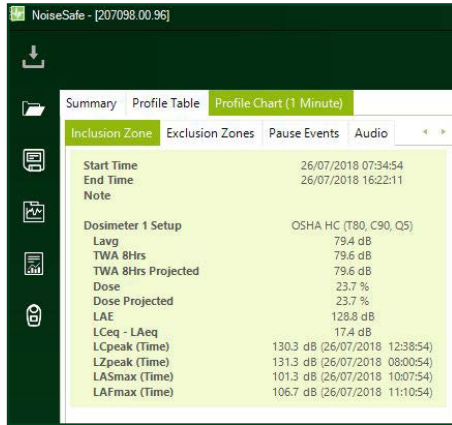 NoiseSafe - [207098.00.96]
Summary Profile Table Profile Chart (1 Minute)
Inclusion Zone Exclusion Zones Pause Events Audio
Start Time 26/07/2018 07:34:54
End Time 26/07/2018 16:22:11
Note
Dosimeter 1 Setup OSHA HC (T80, C90, Q5)
Lavg 79.4 dB
TWA 8Hrs 79.6 dB
TWA 8Hrs Projected 79.6 dB
Dose 23.7 %
Dose Projected 23.7 %
LAE 128.8 dB
LCeq - LAeq 17.4 dB
LCpeak (Time) 130.3 dB (26/07/2018 12:38:54)
LZpeak (Time) 131.3 dB (26/07/2018 08:00:54)
LASmax (Time) 101.3 dB (26/07/2018 10:07:54)
LAFmax (Time) 106.7 dB (26/07/2018 11:10:54)